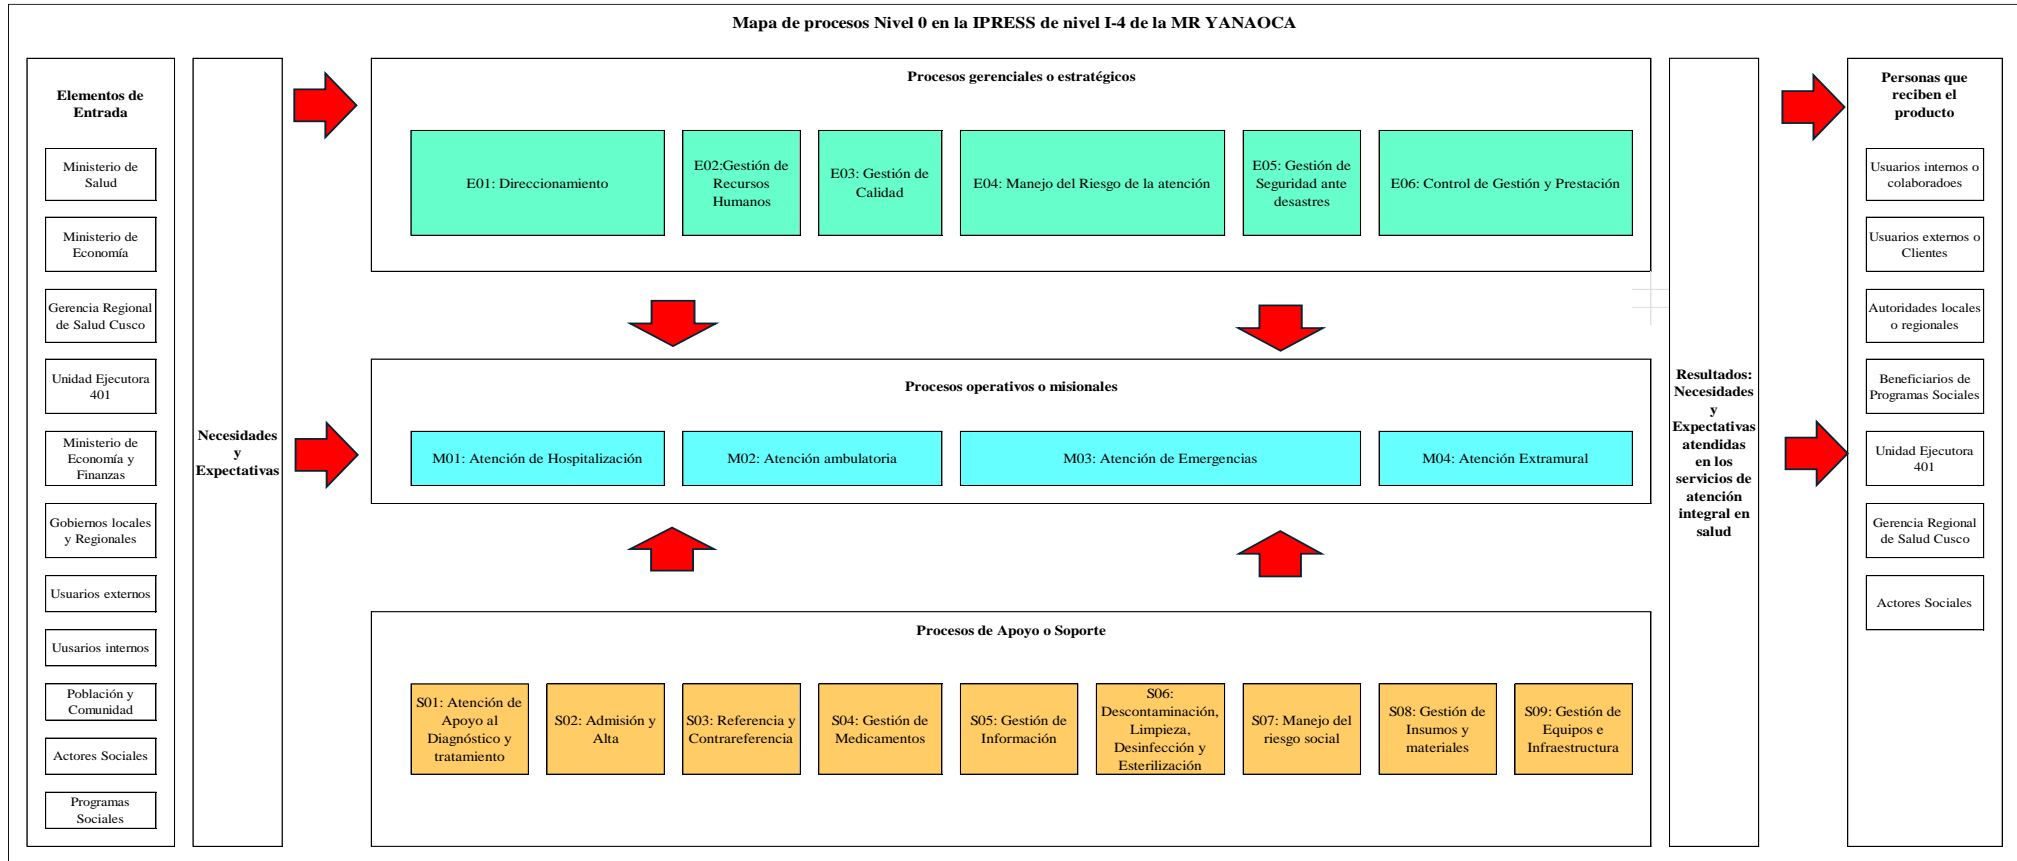 Mapa de procesos Nivel 0 en la IPRESS de nivel I-4 de la MR YANAOCA
Elementos de
Entrada
Ministerio de
Salud
Ministerio de
Economía
Gerencia Regional
de Salud Cusco
Unidad Ejecutora
401
Ministerio de
Economía y
Finanzas
Gobiernos locales
y Regionales
Usuarios externos
Uusarios internos
Población y
Comunidad
Actores Sociales
Programas
Sociales
Necesidades
y
Expectativas
Procesos gerenciales o estratégicos
E01: Direccionamiento
E02:Gestión de
Recursos
Humanos
E03: Gestión de
Calidad
E04: Manejo del Riesgo de la atención
E05: Gestión de
Seguridad ante
desastres
E06: Control de Gestión y Prestación
Procesos operativos o misionales
M01: Atención de Hospitalización
M02: Atención ambulatoria
M03: Atención de Emergencias
M04: Atención Extramural
Procesos de Apoyo o Soporte
S01: Atención de
Apoyo al
Diagnóstico y
tratamiento
S02: Admisión y
Alta
S03: Referencia y
Contrareferencia
S04: Gestión de
Medicamentos
S05: Gestión de
Información
S06:
Descontaminación,
Limpieza,
Desinfección y
Esterilización
S07: Manejo del
riesgo social
S08: Gestión de
Insumos y
materiales
S09: Gestión de
Equipos e
Infraestructura
Resultados:
Necesidades
y
Expectativas
atendidas
en los
servicios de
atención
integral en
salud
Personas que
reciben el
producto
Usuarios internos o
colaboradoes
Usuarios externos o
Clientes
Autoridades locales
o regionales
Beneficiarios de
Programas Sociales
Unidad Ejecutora
401
Gerencia Regional
de Salud Cusco
Actores Sociales